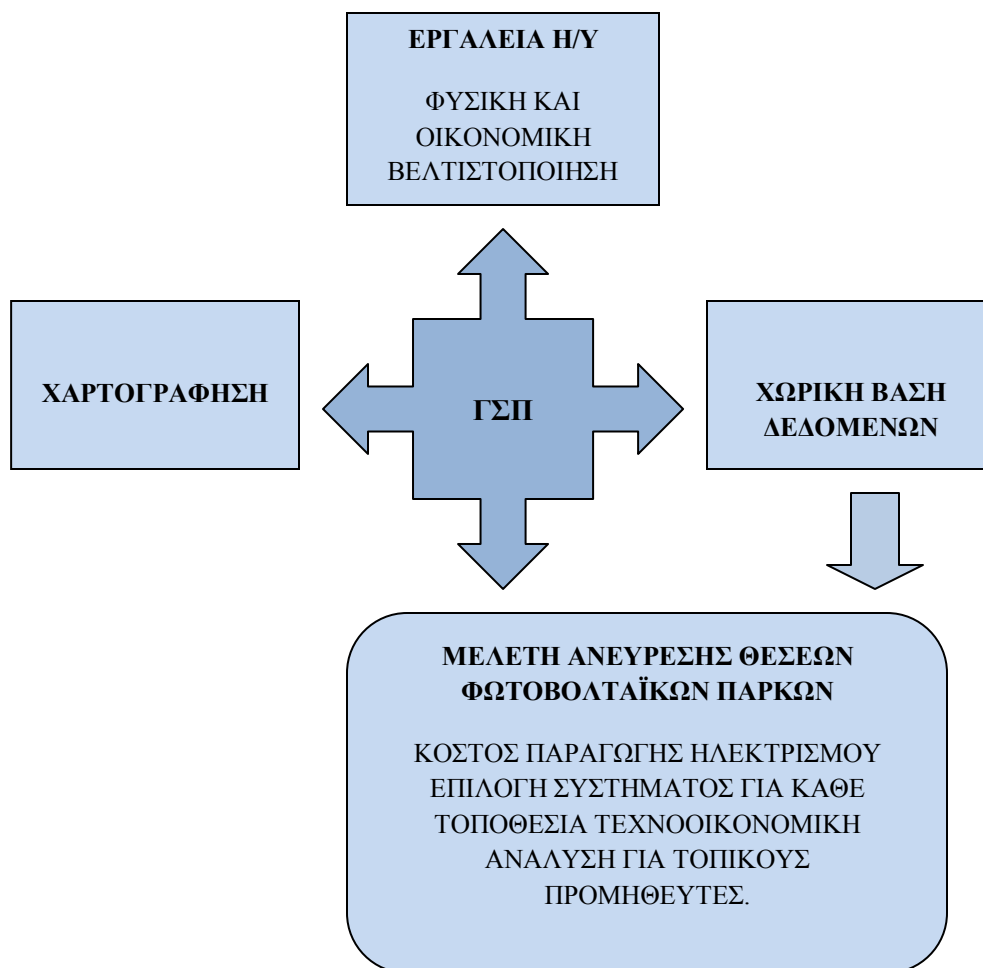 ΕΡΓΑΛΕΙΑ Η/Υ
ΦΥΣΙΚΗ ΚΑΙ
ΟΙΚΟΝΟΜΙΚΗ
ΒΕΛΤΙΣΤΟΠΟΙΗΣΗ
ΧΑΡΤΟΓΡΑΦΗΣΗ
ΓΣΠ
ΧΩΡΙΚΗ ΒΑΣΗ
ΔΕΔΟΜΕΝΩΝ
ΜΕΛΕΤΗ ΑΝΕΥΡΕΣΗΣ ΘΕΣΕΩΝ
ΦΩΤΟΒΟΛΤΑΪΚΩΝ ΠΑΡΚΩΝ
ΚΟΣΤΟΣ ΠΑΡΑΓΩΓΗΣ ΗΛΕΚΤΡΙΣΜΟΥ
ΕΠΙΛΟΓΗ ΣΥΣΤΗΜΑΤΟΣ ΓΙΑ ΚΑΘΕ
ΤΟΠΟΘΕΣΙΑ ΤΕΧΝΟΟΙΚΟΝΟΜΙΚΗ
ΑΝΑΛΥΣΗ ΓΙΑ ΤΟΠΙΚΟΥΣ
ΠΡΟΜΗΘΕΥΤΕΣ.